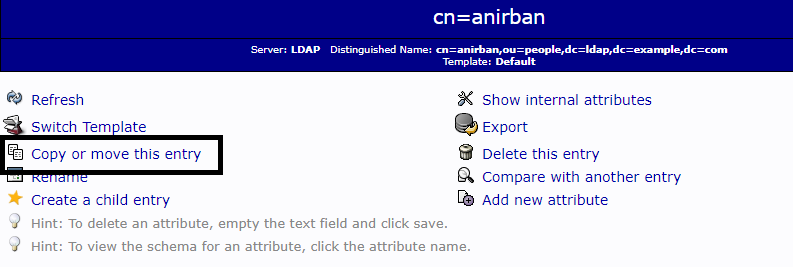 cn=anirban
Server: LDAP Distinguished Name: cn=anirban,ou=people,dc=ldap,dc=example,dc=com
Template: Default
Refresh
Show internal attributes
Switch Template
Export
Copy or move this entry
Delete this entry
Rename
Compare with another entry
Create a child entry
Add new attribute
Hint: To delete an attribute, empty the text field and click save.
Hint: To view the schema for an attribute, click the attribute name.